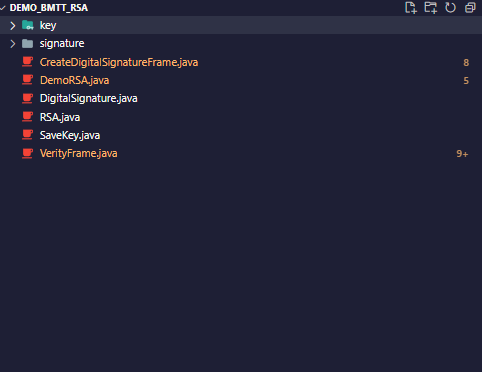 DEMO_BMTT_RSA
key
signature
CreateDigitalSignatureFrame.java 8
DemoRSA.java 5
DigitalSignature.java
RSA.java
SaveKey.java
VerityFrame.java 9+